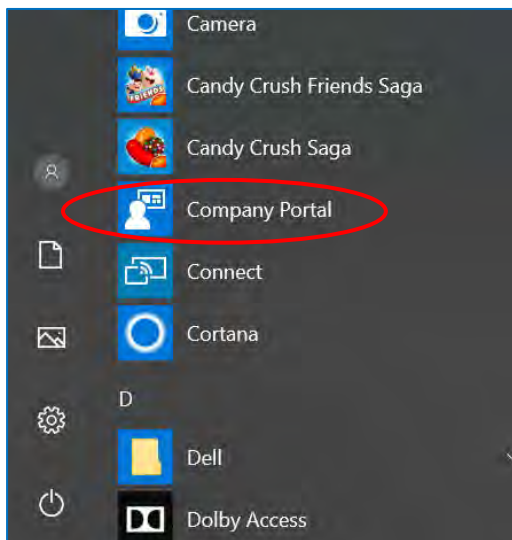 Camera
Candy Crush Friends Saga
Candy Crush Saga
Company Portal
Connect
Cortana
D
Dell
Dolby Access